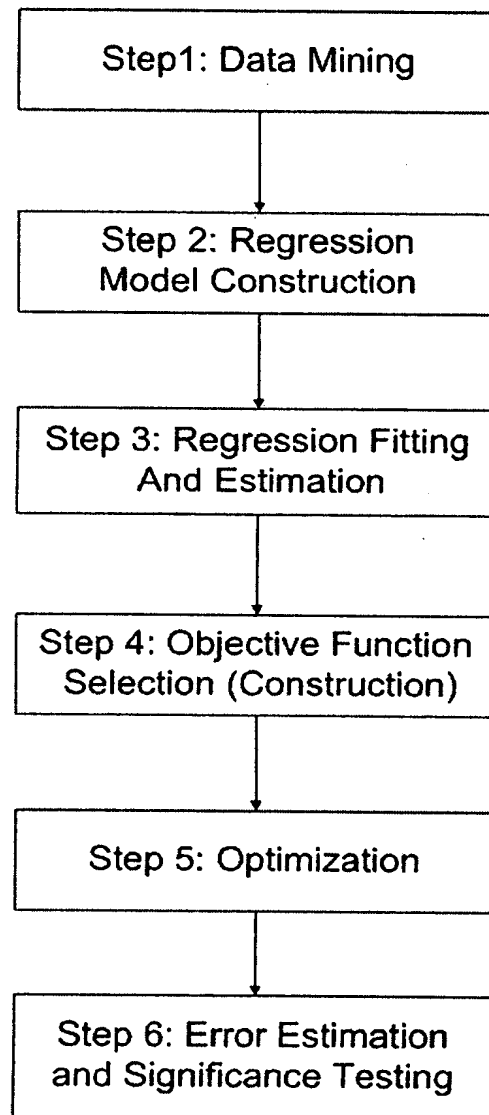 Step1: Data Mining
Step 2: Regression
Model Construction
Step 3: Regression Fitting
And Estimation
Step 4: Objective Function
Selection (Construction)
Step 5: Optimization
Step 6: Error Estimation
and Significance Testing